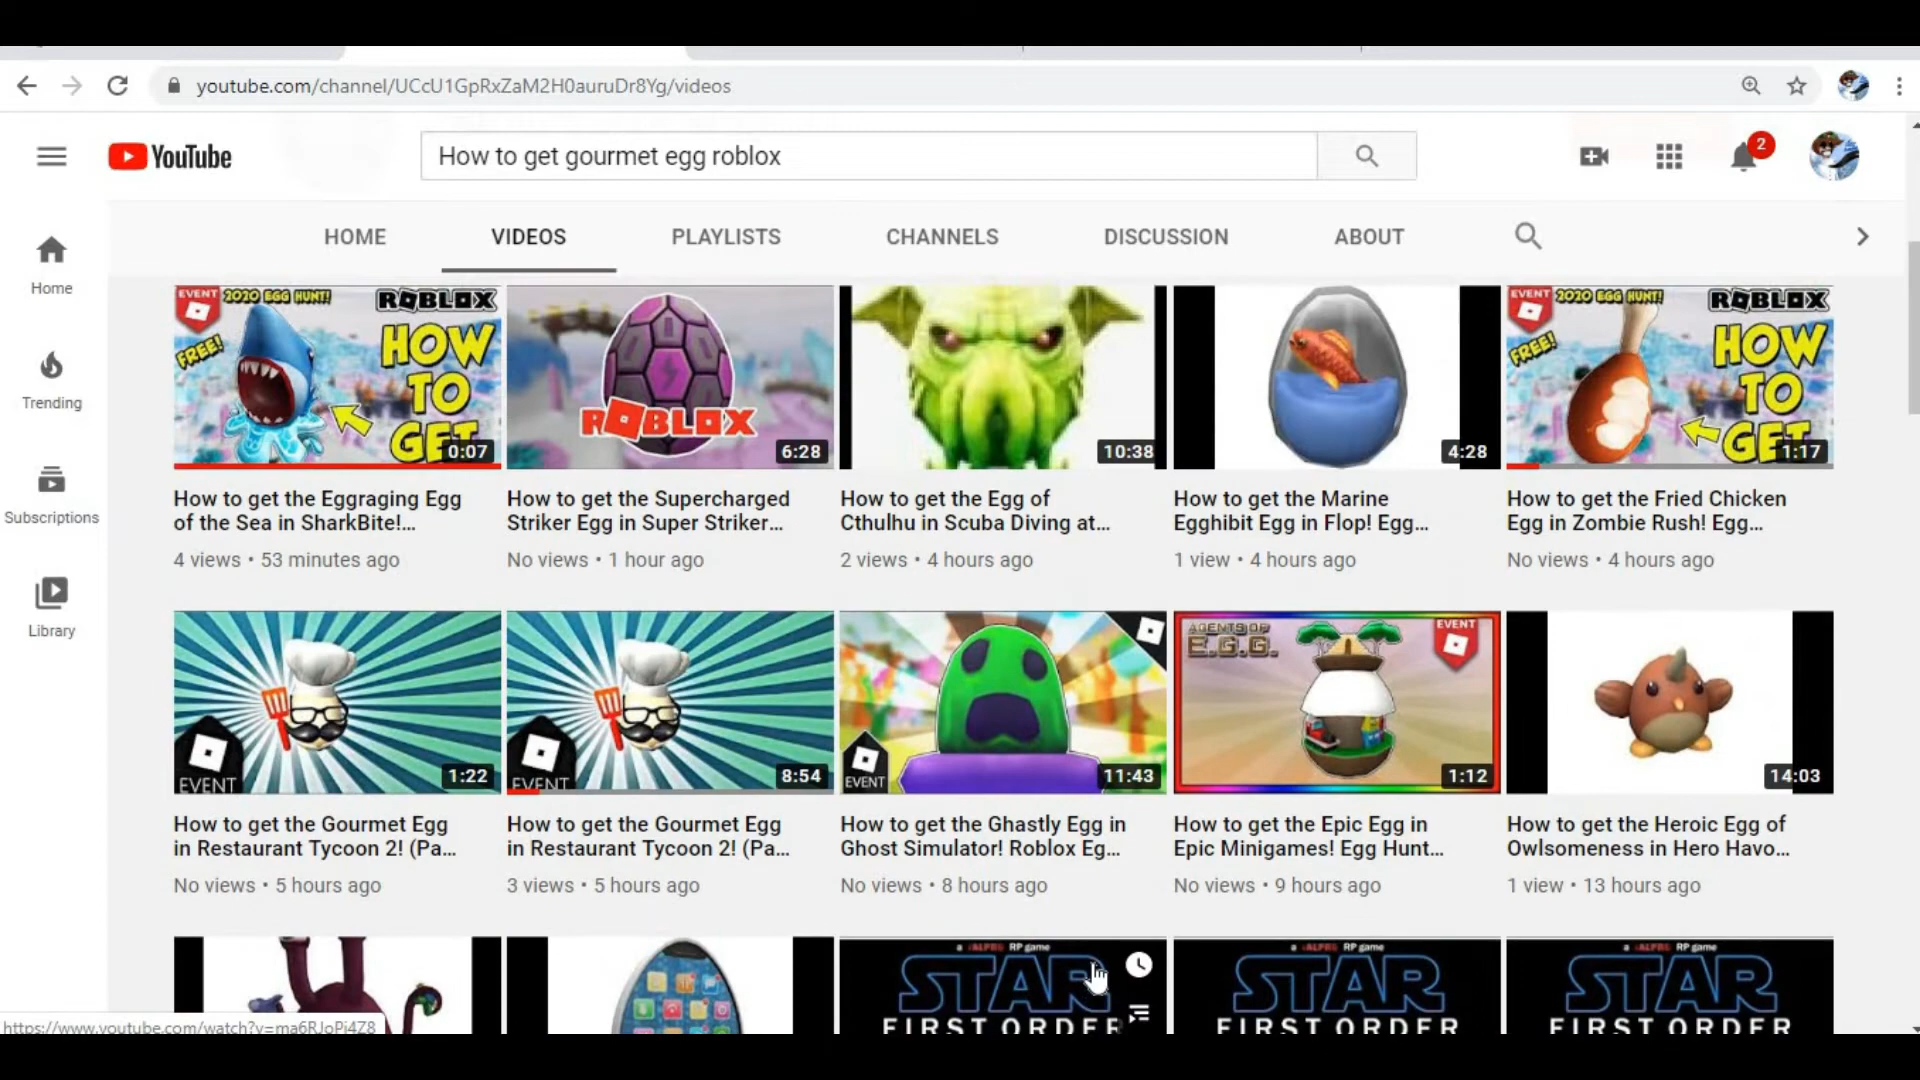 youtube.com/channel/UCcU1GpRxZaM2H0auruDr8Yg/videos
YouTube
How to get gourmet egg roblox
2
HOME VIDEOS PLAYLISTS CHANNELS DISCUSSION ABOUT
Home
Trending
Subscriptions
Library
EVENT 2020 EGG HUNT! ROBLOX
FREE!
HOW
TO
GET
0:07
ROBLOX
6:28
10:38
4:28
EVENT 2020 EGG HUNT! ROBLOX
FREE!
HOW
TO
GET
1:17
How to get the Eggraging Egg
of the Sea in SharkBite!...
4 views • 53 minutes ago
How to get the Supercharged
Striker Egg in Super Striker...
No views • 1 hour ago
How to get the Egg of
Cthulhu in Scuba Diving at...
2 views • 4 hours ago
How to get the Marine
Egghibit Egg in Flop! Egg...
1 view • 4 hours ago
How to get the Fried Chicken
Egg in Zombie Rush! Egg...
No views • 4 hours ago
EVENT
1:22
EVENT
8:54
EVENT
11:43
AGENTS OF
E.G.G.
EVENT
1:12
14:03
How to get the Gourmet Egg
in Restaurant Tycoon 2! (Pa...
No views • 5 hours ago
How to get the Gourmet Egg
in Restaurant Tycoon 2! (Pa...
3 views • 5 hours ago
How to get the Ghastly Egg in
Ghost Simulator! Roblox Eg...
No views • 8 hours ago
How to get the Epic Egg in
Epic Minigames! Egg Hunt...
No views • 9 hours ago
How to get the Heroic Egg of
Owlsomeness in Hero Havo...
1 view • 13 hours ago
a RP game
STAR
FIRST ORDER
a RP game
STAR
FIRST ORDER
a RP game
STAR
FIRST ORDER
https://www.youtube.com/watch?v=ma6RJoPi4Z8